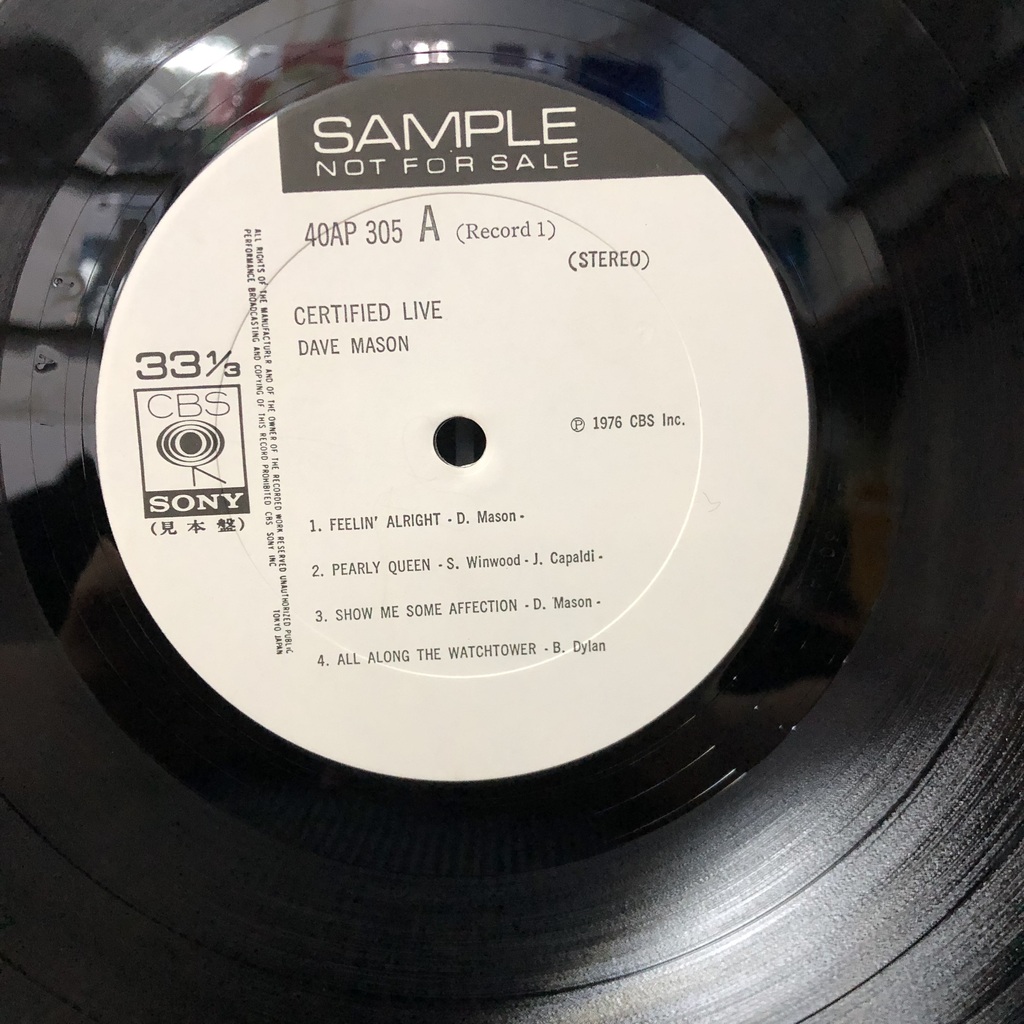 SAMPLE
NOT FOR SALE
40AP 305 A (Record 1)
(STEREO)
CERTIFIED LIVE
DAVE MASON
33 1/3
CBS
SONY
(見本盤)
ALL RIGHTS OF THE MANUFACTURER AND OF THE OWNER OF THE RECORDED WORK RESERVED UNAUTHORIZED PUBLIC
PERFORMANCE BROADCASTING AND COPYING OF THIS RECORD PROHIBITED CBS SONY INC TOKYO JAPAN
℗ 1976 CBS Inc.
1. FEELIN' ALRIGHT - D. Mason -
2. PEARLY QUEEN - S. Winwood - J. Capaldi -
3. SHOW ME SOME AFFECTION - D. Mason -
4. ALL ALONG THE WATCHTOWER - B. Dylan